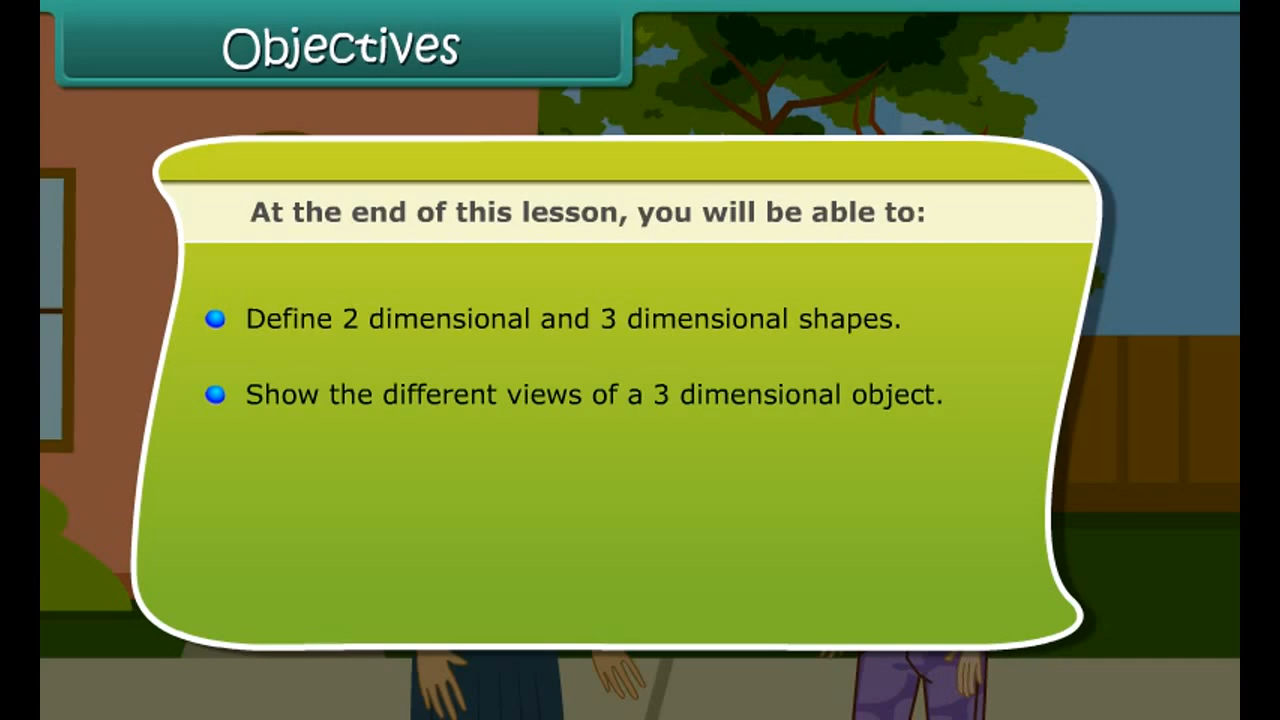 Objectives
At the end of this lesson, you will be able to:
Define 2 dimensional and 3 dimensional shapes.
Show the different views of a 3 dimensional object.